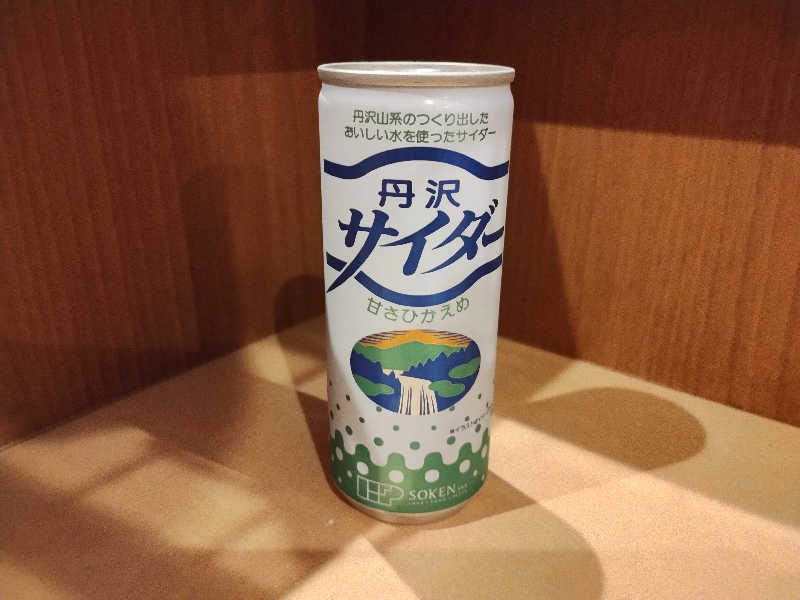 丹沢山系のつくり出した
おいしい水を使ったサイダー
丹沢
サイダー
甘さひかえめ
SOKEN